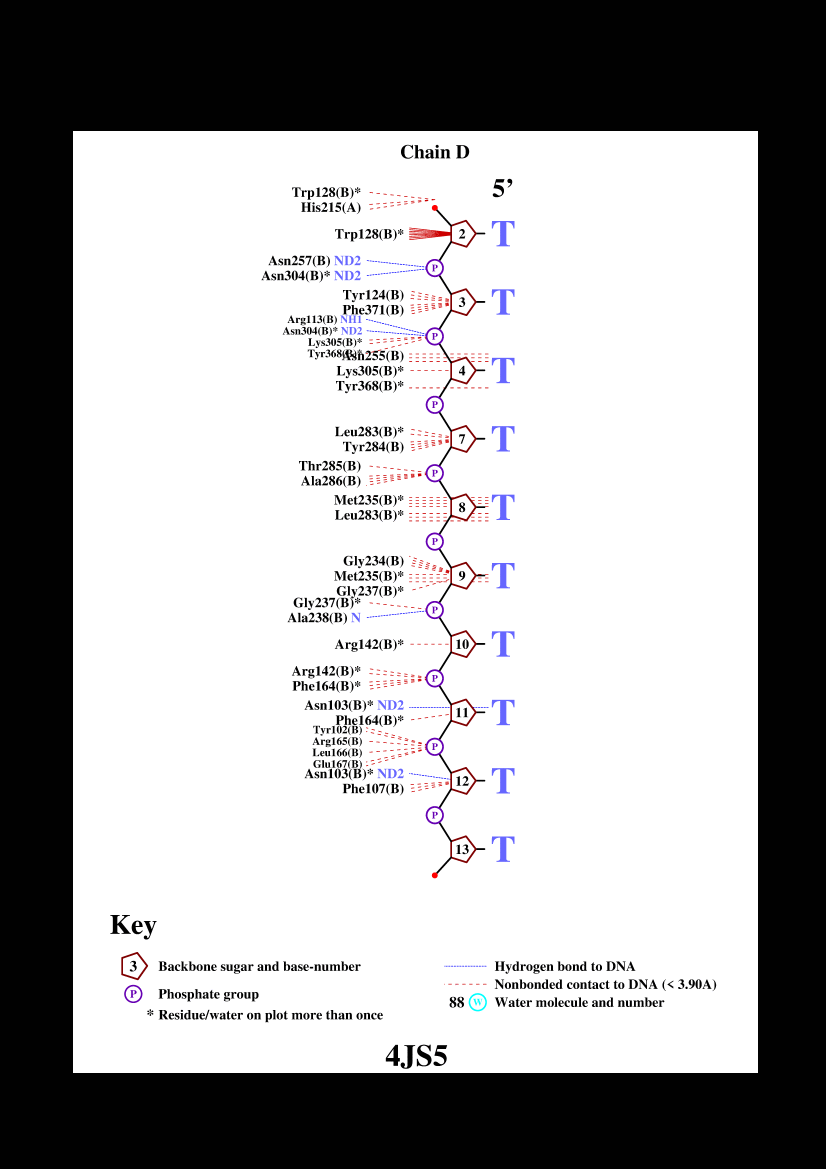 Chain D
5’
Trp128(B)*
His215(A)
Trp128(B)* 2 T
Asn257(B) ND2
P
Asn304(B)* ND2
Tyr124(B)
3 T
Phe371(B)
Arg113(B) NH1
Asn304(B)* ND2
P
Lys305(B)*
Tyr368(B)*
Asn255(B)
Lys305(B)* 4 T
Tyr368(B)*
P
Leu283(B)*
7 T
Tyr284(B)
Thr285(B)
P
Ala286(B)
Met235(B)*
8 T
Leu283(B)*
P
Gly234(B)
Met235(B)* 9 T
Gly237(B)*
Gly237(B)*
P
Ala238(B) N
Arg142(B)* 10 T
Arg142(B)*
P
Phe164(B)*
Asn103(B)* ND2
11 T
Phe164(B)*
Tyr102(B)
Arg165(B)
P
Leu166(B)
Glu167(B)
Asn103(B)* ND2
12 T
Phe107(B)
P
13 T
Key
3 Backbone sugar and base-number
P Phosphate group
* Residue/water on plot more than once
Hydrogen bond to DNA
Nonbonded contact to DNA (< 3.90A)
88 W Water molecule and number
4JS5